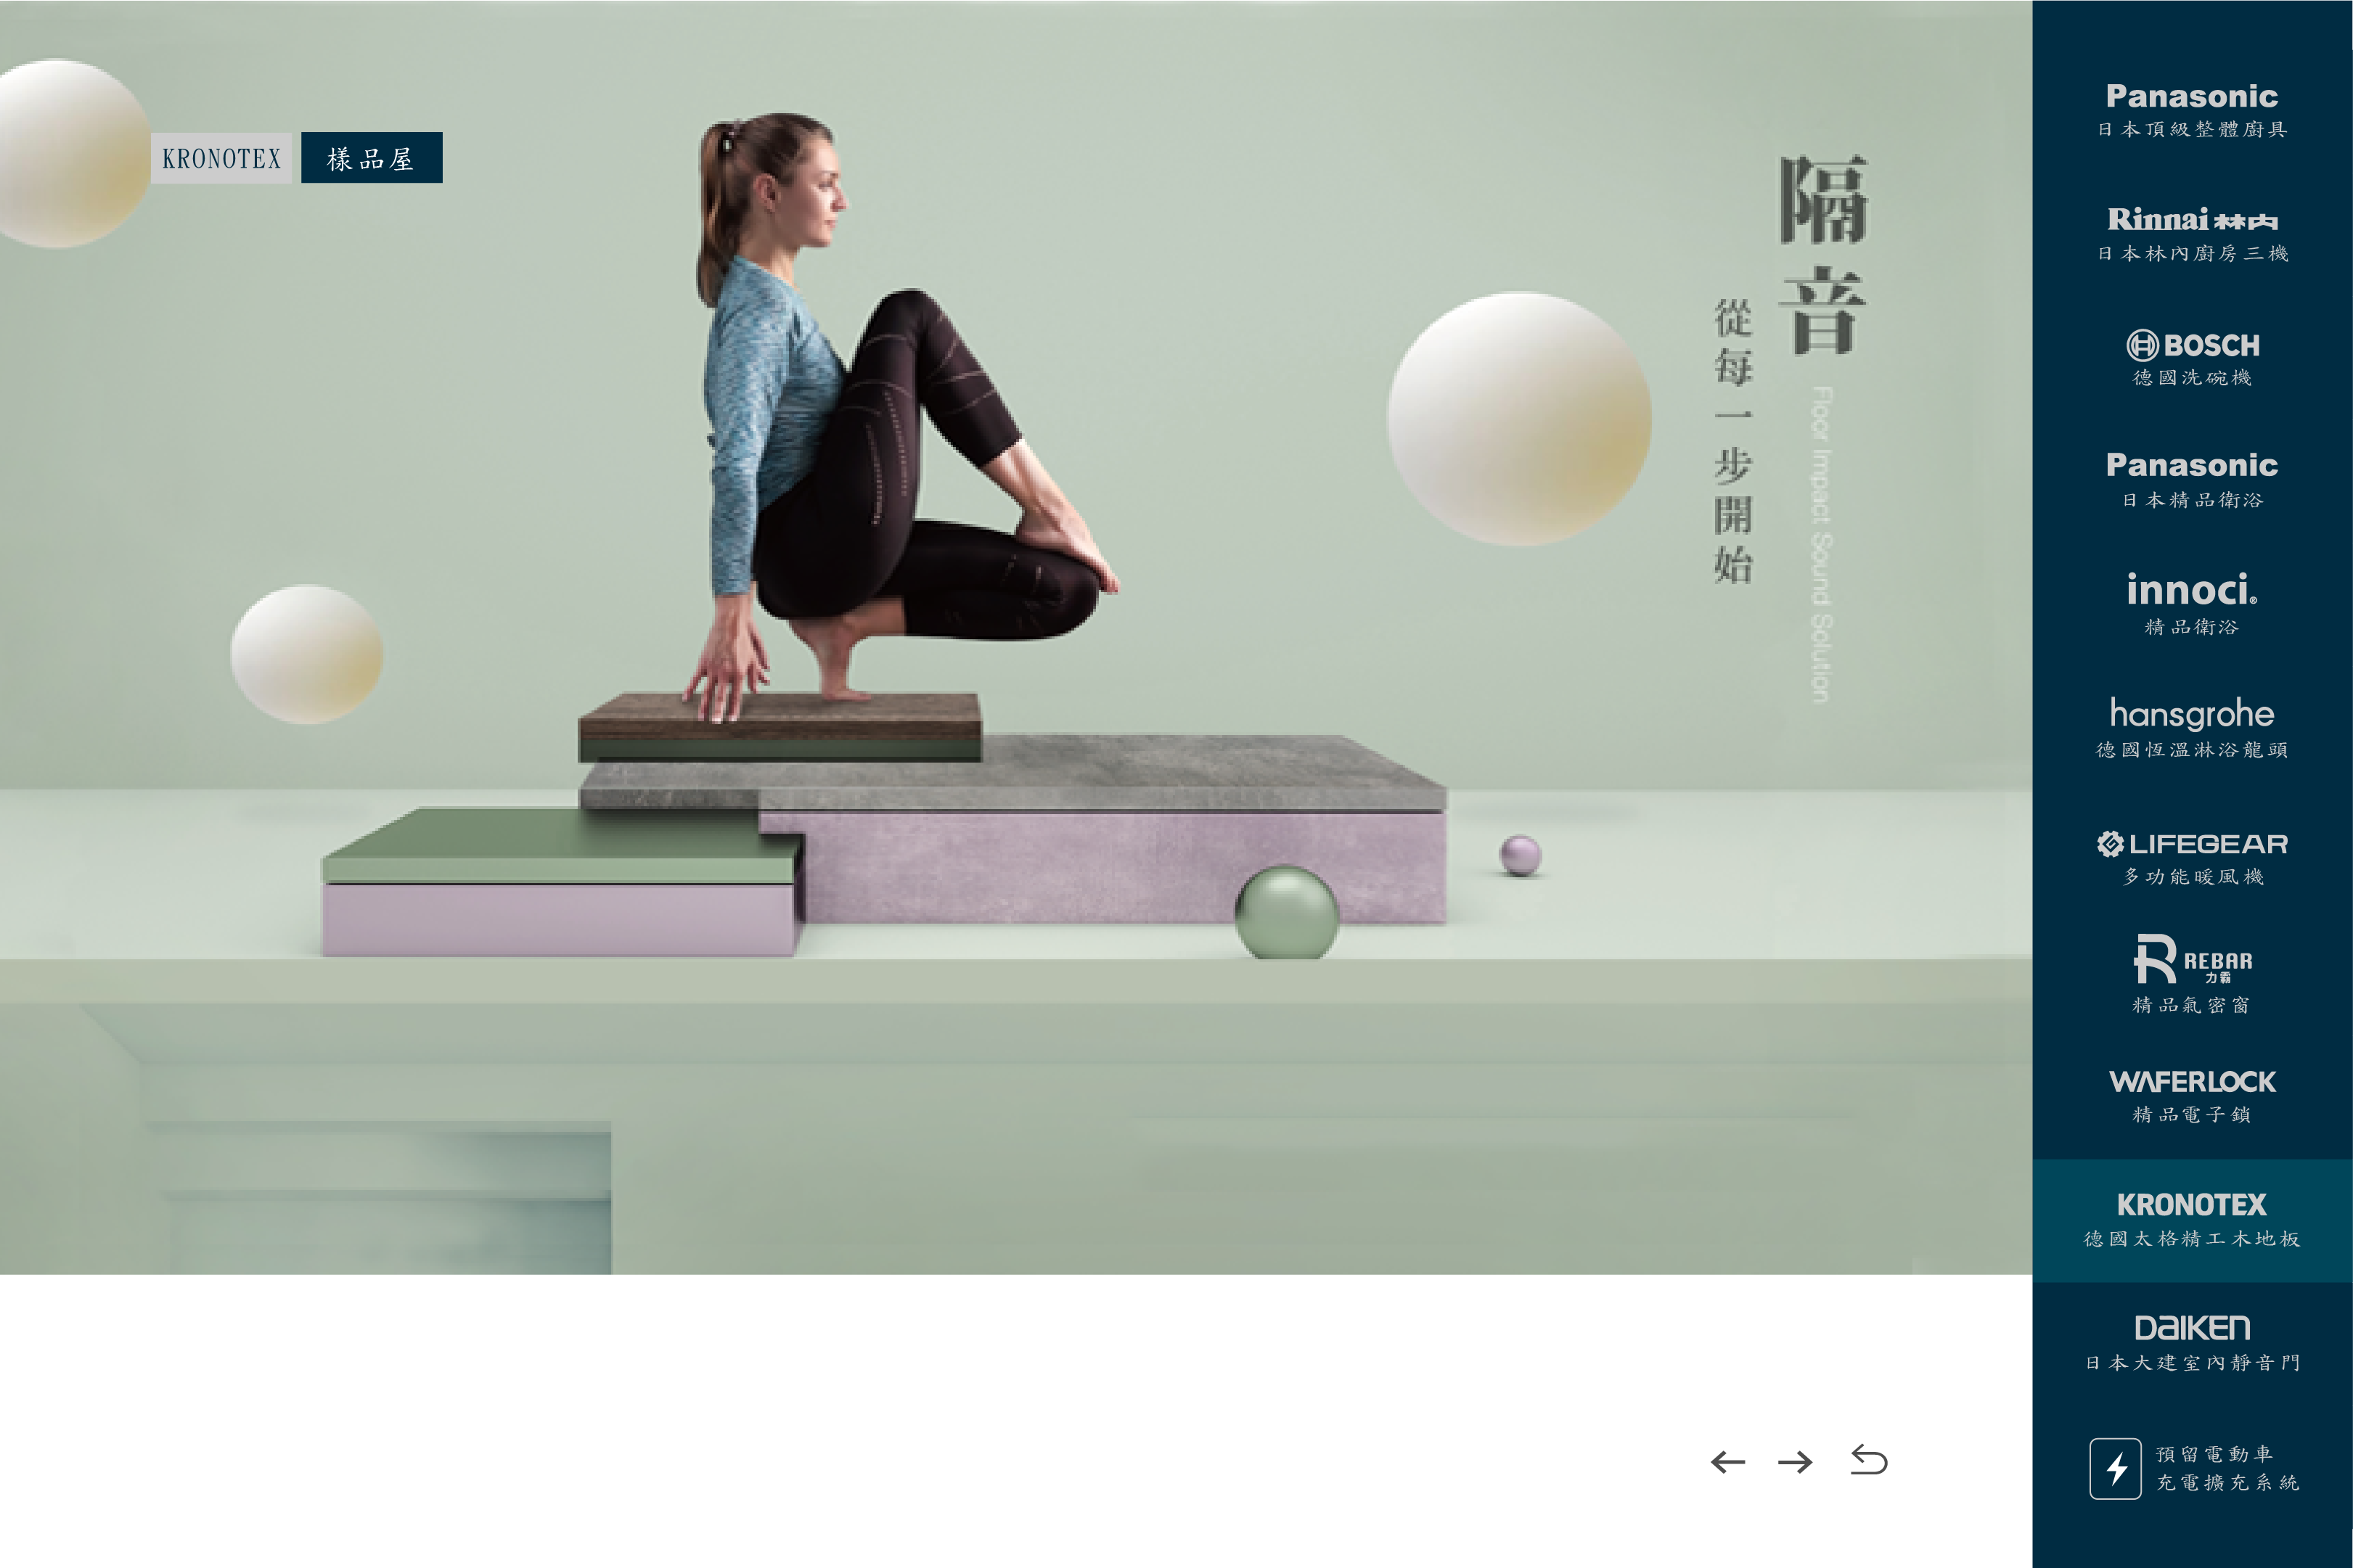 KRONOTEX
樣品屋
隔音
Floor Impact Sound Solution
從每一步開始
Panasonic
日本頂級整體廚具
Rinnai 林内
日本林內廚房三機
BOSCH
德國洗碗機
Panasonic
日本精品衛浴
innoci®
精品衛浴
hansgrohe
德國恆溫淋浴龍頭
LIFEGEAR
多功能暖風機
REBAR
力霸
精品氣密窗
WAFERLOCK
精品電子鎖
KRONOTEX
德國太格精工木地板
DAIKEN
日本大建室內靜音門
預留電動車
充電擴充系統